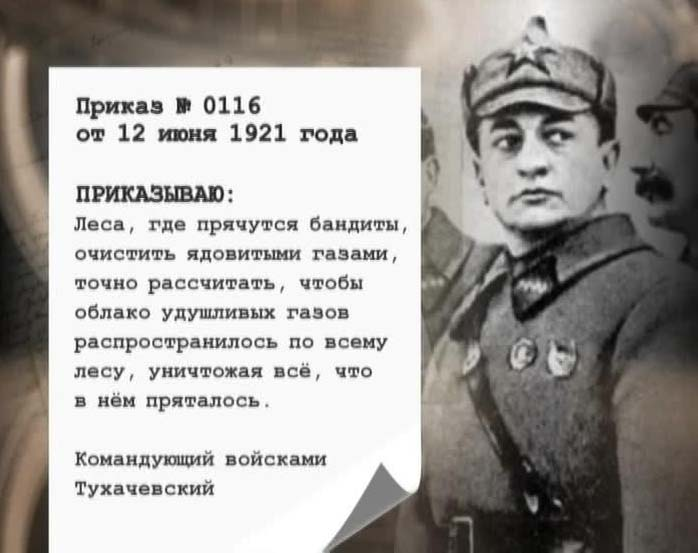 Приказ № 0116
от 12 июня 1921 года
ПРИКАЗЫВАЮ:
Леса, где прячутся бандиты,
очистить ядовитыми газами,
точно рассчитать, чтобы
облако удушливых газов
распространилось по всему
лесу, уничтожая всё, что
в нём пряталось.
Командующий войсками
Тухачевский